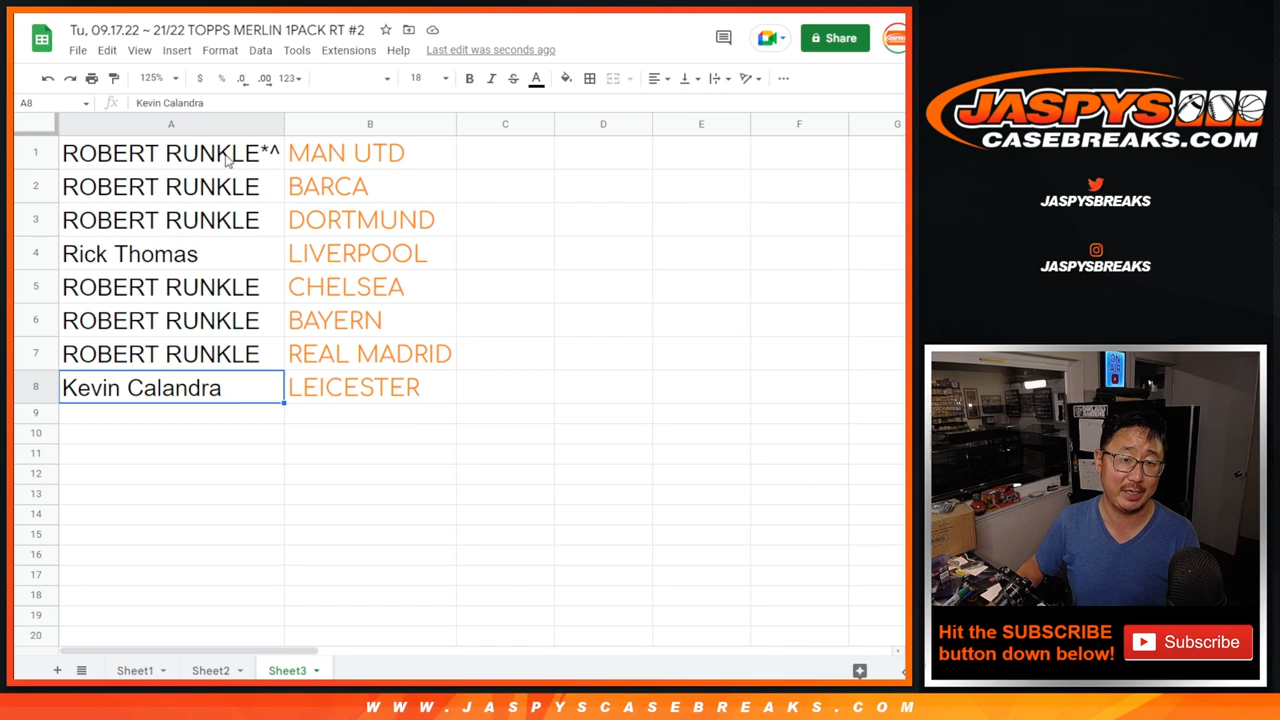 Tu, 09.17.22 ~ 21/22 TOPPS MERLIN 1PACK RT #2
File Edit View Insert Format Data Tools Extensions Help Last edit was seconds ago
Share
125% $ % .0 .00 123 18 B I S A
A8 fx Kevin Calandra
A B C D E F G
1 ROBERT RUNKLE*^ MAN UTD
2 ROBERT RUNKLE BARCA
3 ROBERT RUNKLE DORTMUND
4 Rick Thomas LIVERPOOL
5 ROBERT RUNKLE CHELSEA
6 ROBERT RUNKLE BAYERN
7 ROBERT RUNKLE REAL MADRID
8 Kevin Calandra LEICESTER
9
10
11
12
13
14
15
16
17
18
19
20
Sheet1 Sheet2 Sheet3
JASPYS
CASEBREAKS.COM
JASPYSBREAKS
JASPYSBREAKS
ON
AIR
Hit the SUBSCRIBE
button down below!
Subscribe
WWW.JASPYSCASEBREAKS.COM